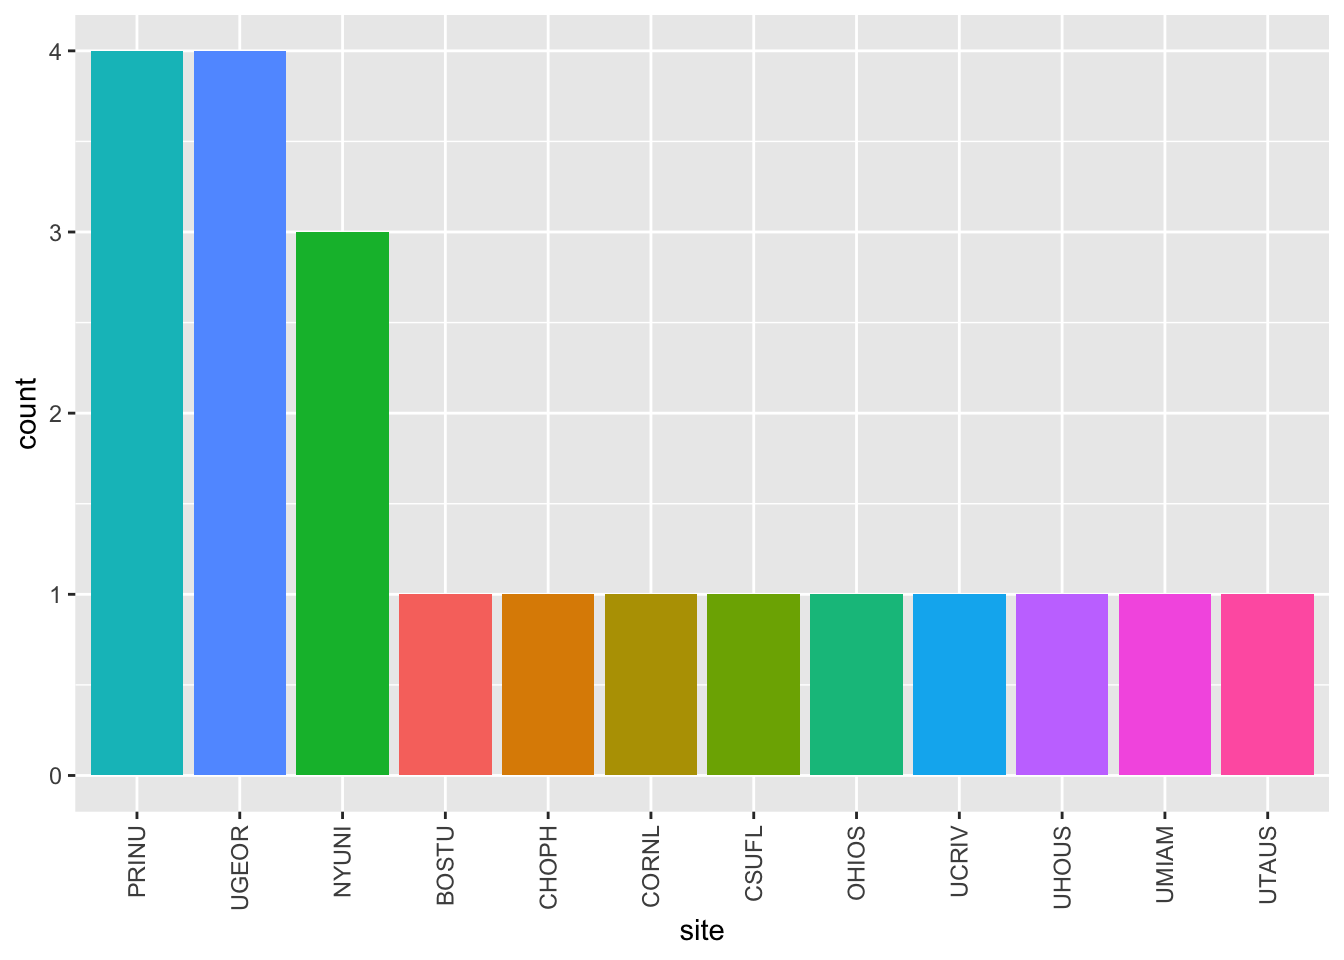 4
3
2
1
0
count
PRINU
UGEOR
NYUNI
BOSTU
CHOPH
CORNL
CSUFL
OHIOS
UCRIV
UHOUS
UMIAM
UTAUS
site